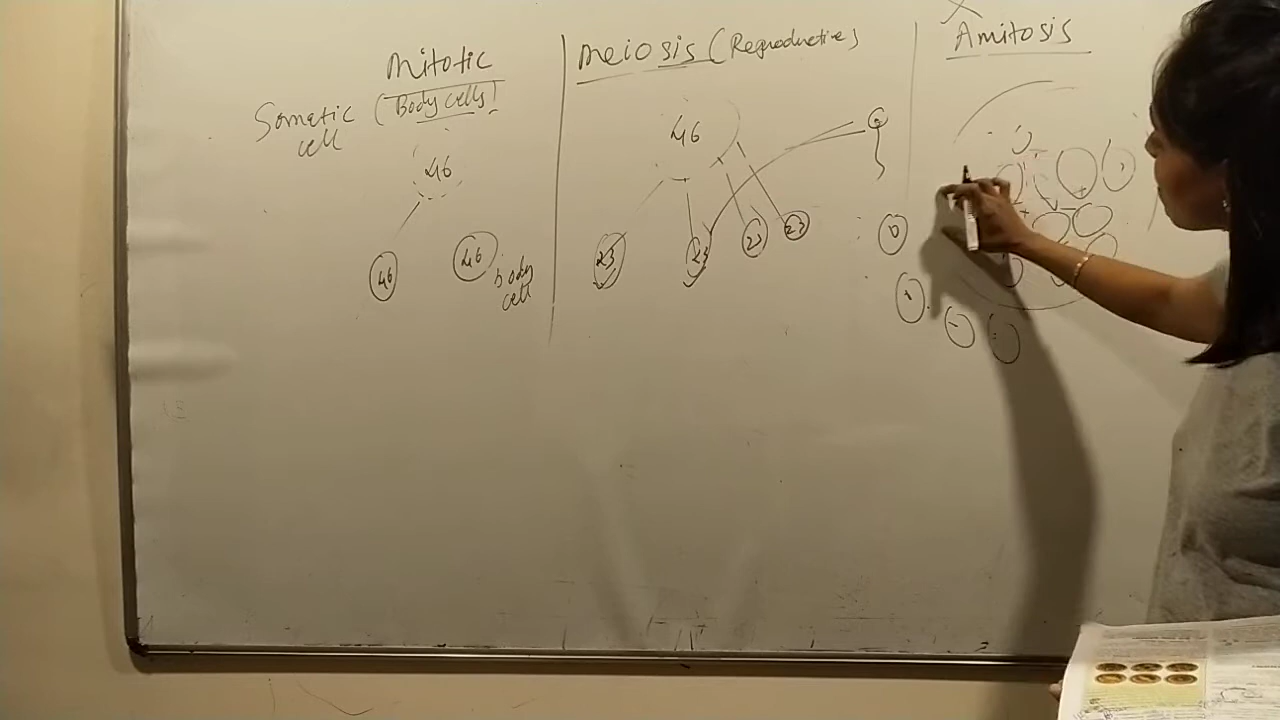 Mitotic
Somatic (Body cells)
cell
46
46
46
body
cell
Meiosis (Reproductive)
46
23
23
23
23
Amitosis